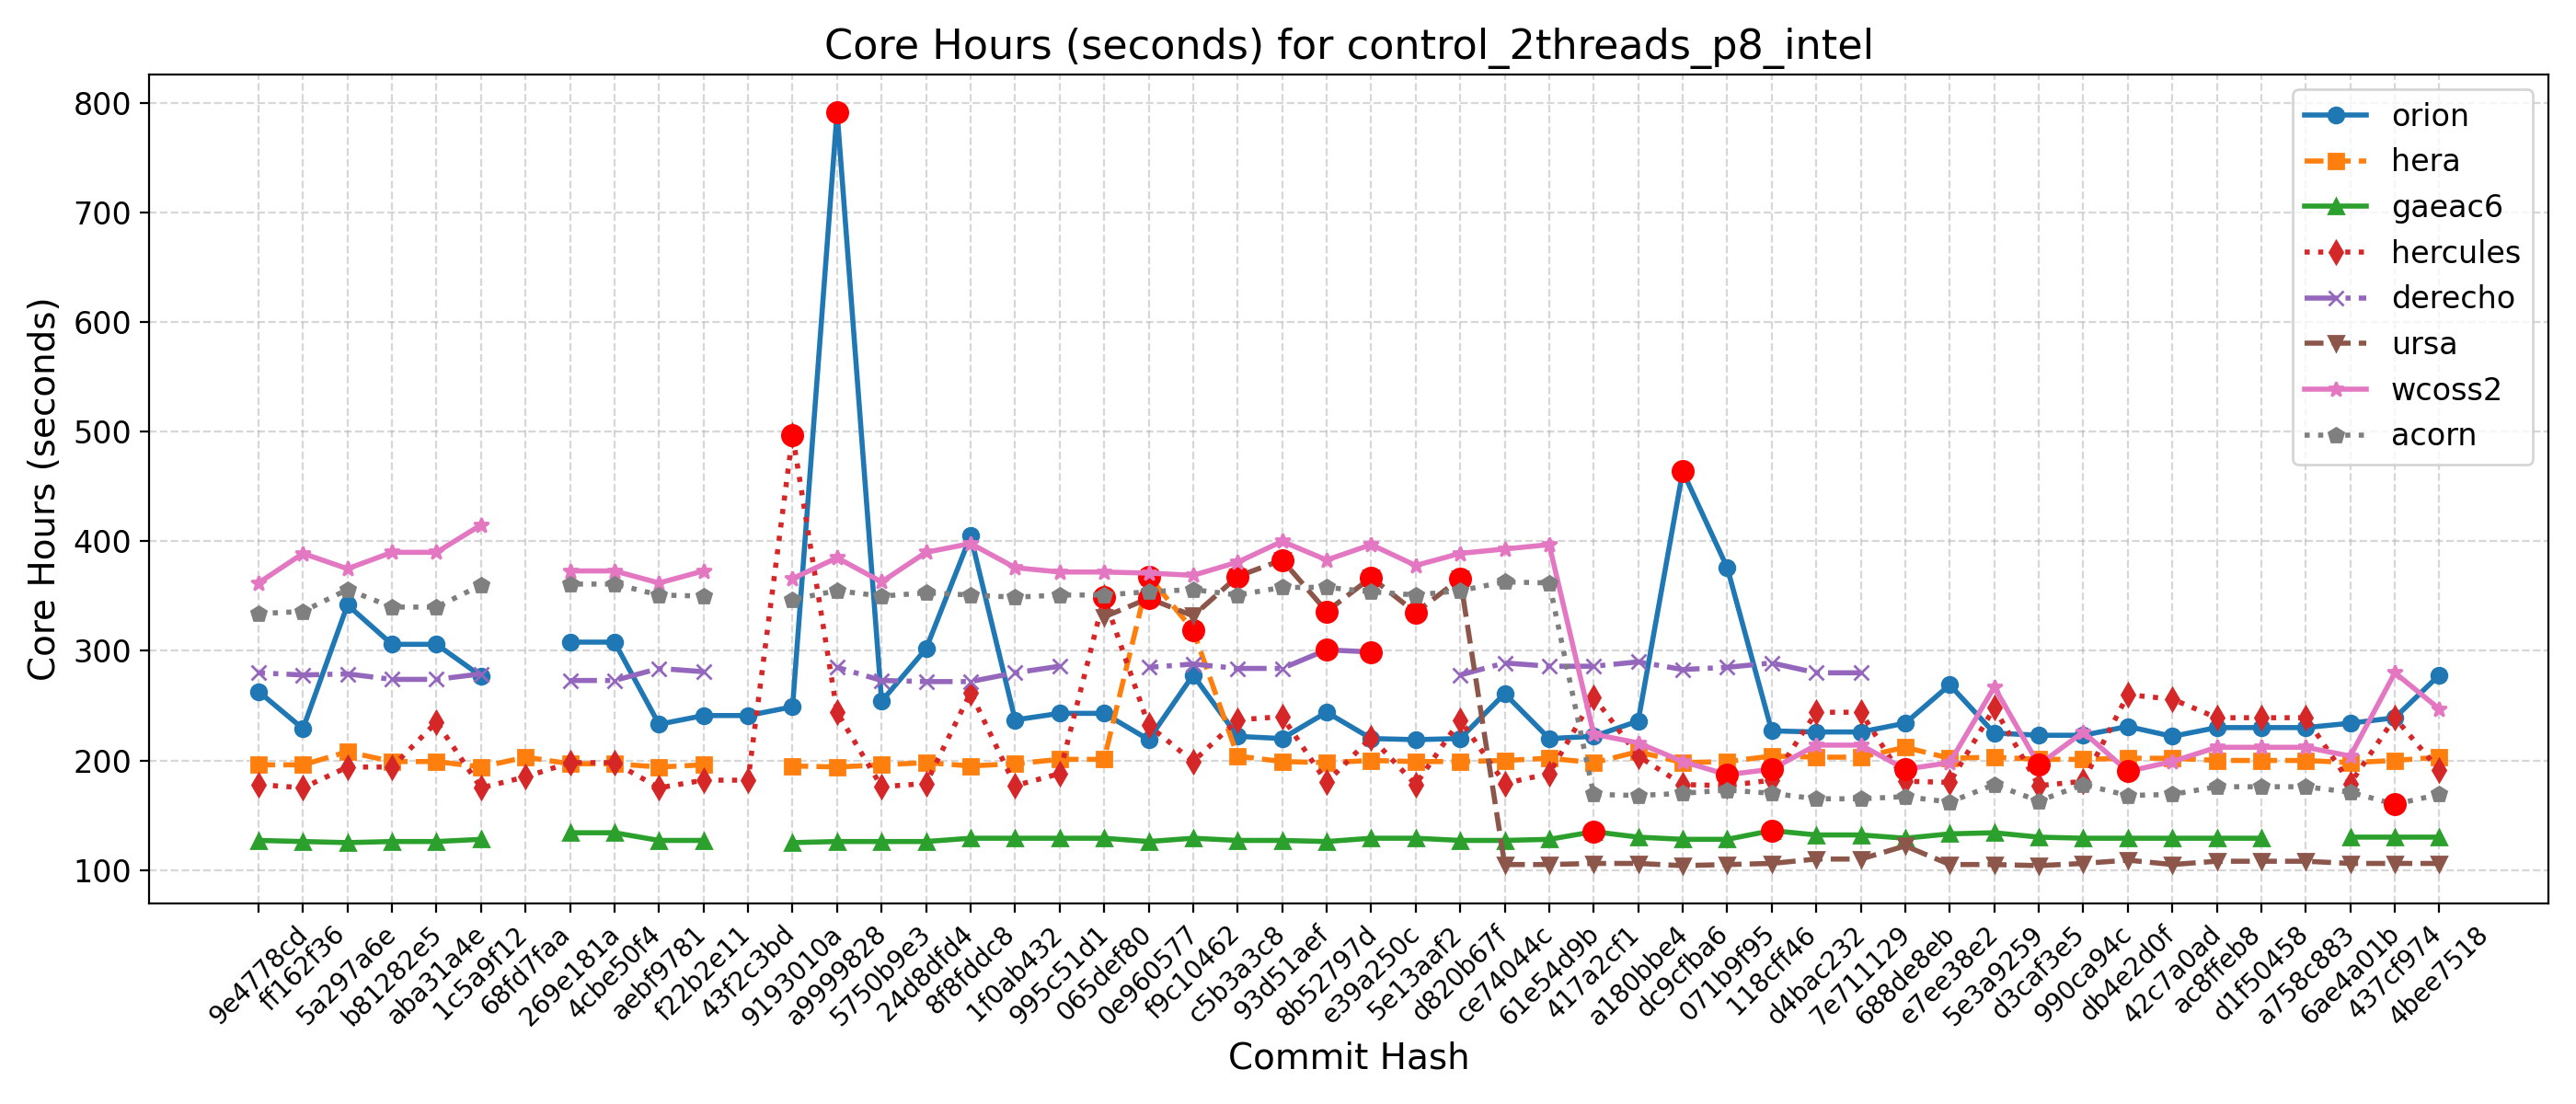 Core Hours (seconds) for control_2threads_p8_intel
Core Hours (seconds)
800
700
600
500
400
300
200
100
orion
hera
gaeac6
hercules
derecho
ursa
wcoss2
acorn
9e4778cd
ff162f36
5a297a6e
b81282e5
aba31a4e
1c5a9f12
68fd7faa
269e181a
4cbe50f4
aebf9781
f22b2e11
43f2c3bd
9193010a
a9999828
5750b9e3
24d8dfd4
8f8fddc8
1f0ab432
995c51d1
065def80
0e960577
f9c10462
c5b3a3c8
93d51aef
8b52797d
e39a250c
5e13aaf2
d820b67f
ce74044c
61e54d9b
417a2cf1
a180bbe4
dc9cfba6
071b9f95
118cff46
d4bac232
7e711129
688de8eb
e7ee38e2
5e3a9259
d3caf3e5
990ca94c
db4e2d0f
42c7a0ad
ac8ffeb8
d1f50458
a758c883
6ae4a01b
437cf974
4bee7518
Commit Hash